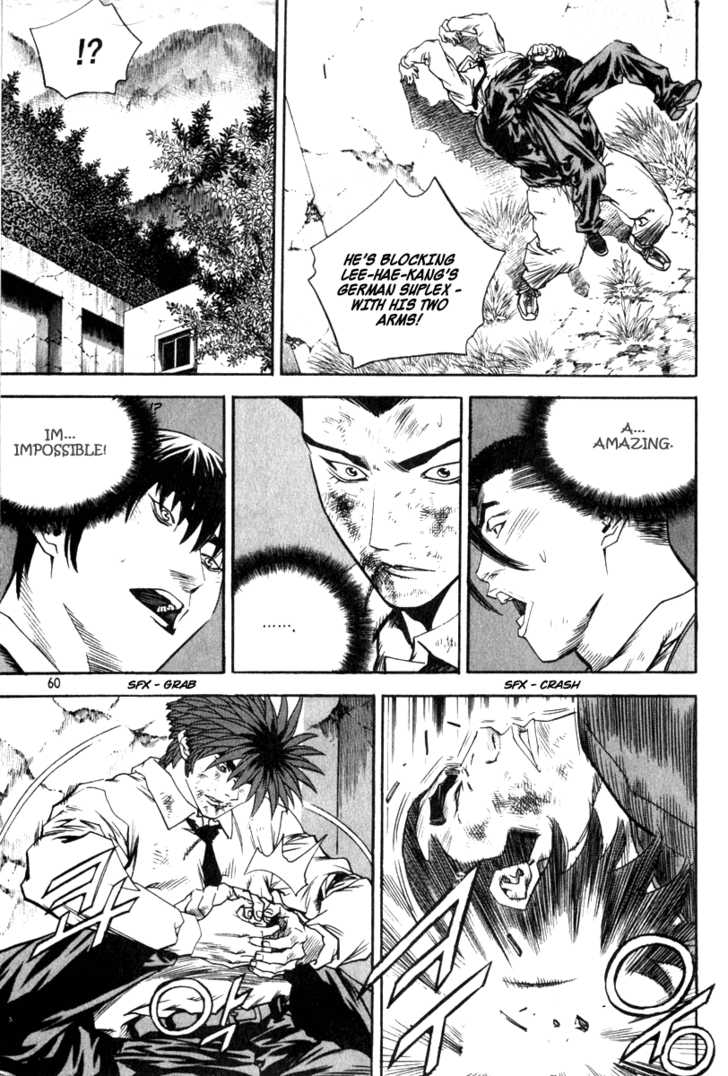 HE'S BLOCKING
LEE-HAE-KANG'S
GERMAN SUPLEX -
WITH HIS TWO
ARMS!
!?
A...
AMAZING.
.......
!?
IM...
IMPOSSIBLE!
60
SFX - GRAB
SFX - CRASH